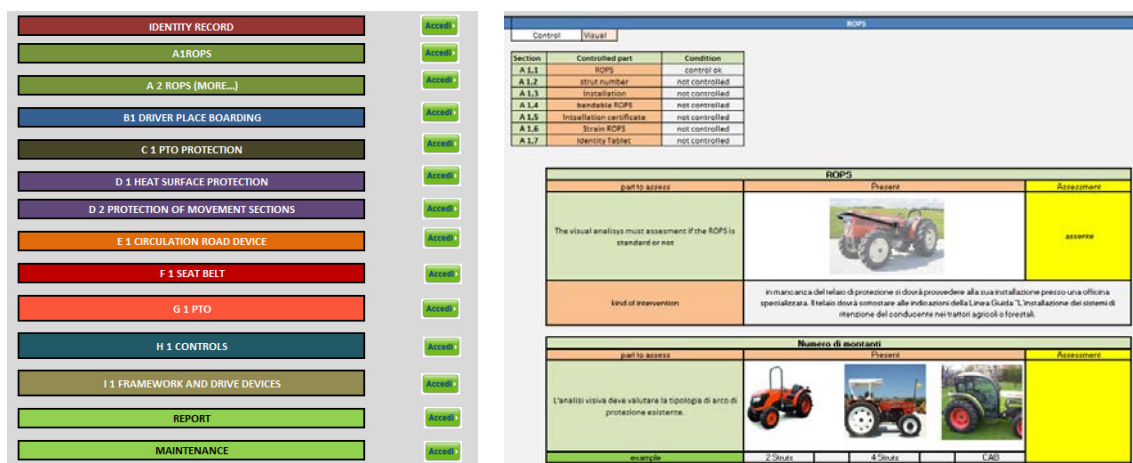 IDENTITY RECORD
Accedi
A1ROPS
Accedi
A 2 ROPS (MORE...)
Accedi
B1 DRIVER PLACE BOARDING
Accedi
C 1 PTO PROTECTION
Accedi
D 1 HEAT SURFACE PROTECTION
Accedi
D 2 PROTECTION OF MOVEMENT SECTIONS
Accedi
E 1 CIRCULATION ROAD DEVICE
Accedi
F 1 SEAT BELT
Accedi
G 1 PTO
Accedi
H 1 CONTROLS
Accedi
I 1 FRAMEWORK AND DRIVE DEVICES
Accedi
REPORT
Accedi
MAINTENANCE
Accedi
ROPS
Control Visual
Section Controlled part Condition
A 1,1 ROPS control ok
A 1,2 strut number not controlled
A 1,3 Installation not controlled
A 1,4 bendable ROPS not controlled
A 1,5 Intsallation certificate not controlled
A 1,6 Strain ROPS not controlled
A 1,7 Identity Tablet not controlled
ROPS
part to assess Present Assessment
The visual analisys must assesment if the ROPS is
standard or not
assente
kind of intervention
in mancanza del telaio di protezione si dovrà provvedere alla sua installazione presso una officina
specializzara. Il telaio dovrà somostare alle indicazioni della Linea Guida "L'installazione dei sistemi di
ritenzione del conducente nei trattori agricoli o forestali.
Numero di montanti
part to assess Present Assessment
L'analisi visiva deve valutare la tipologia di arco di
protezione esistente.
example 2 Struts 4 Struts CAB